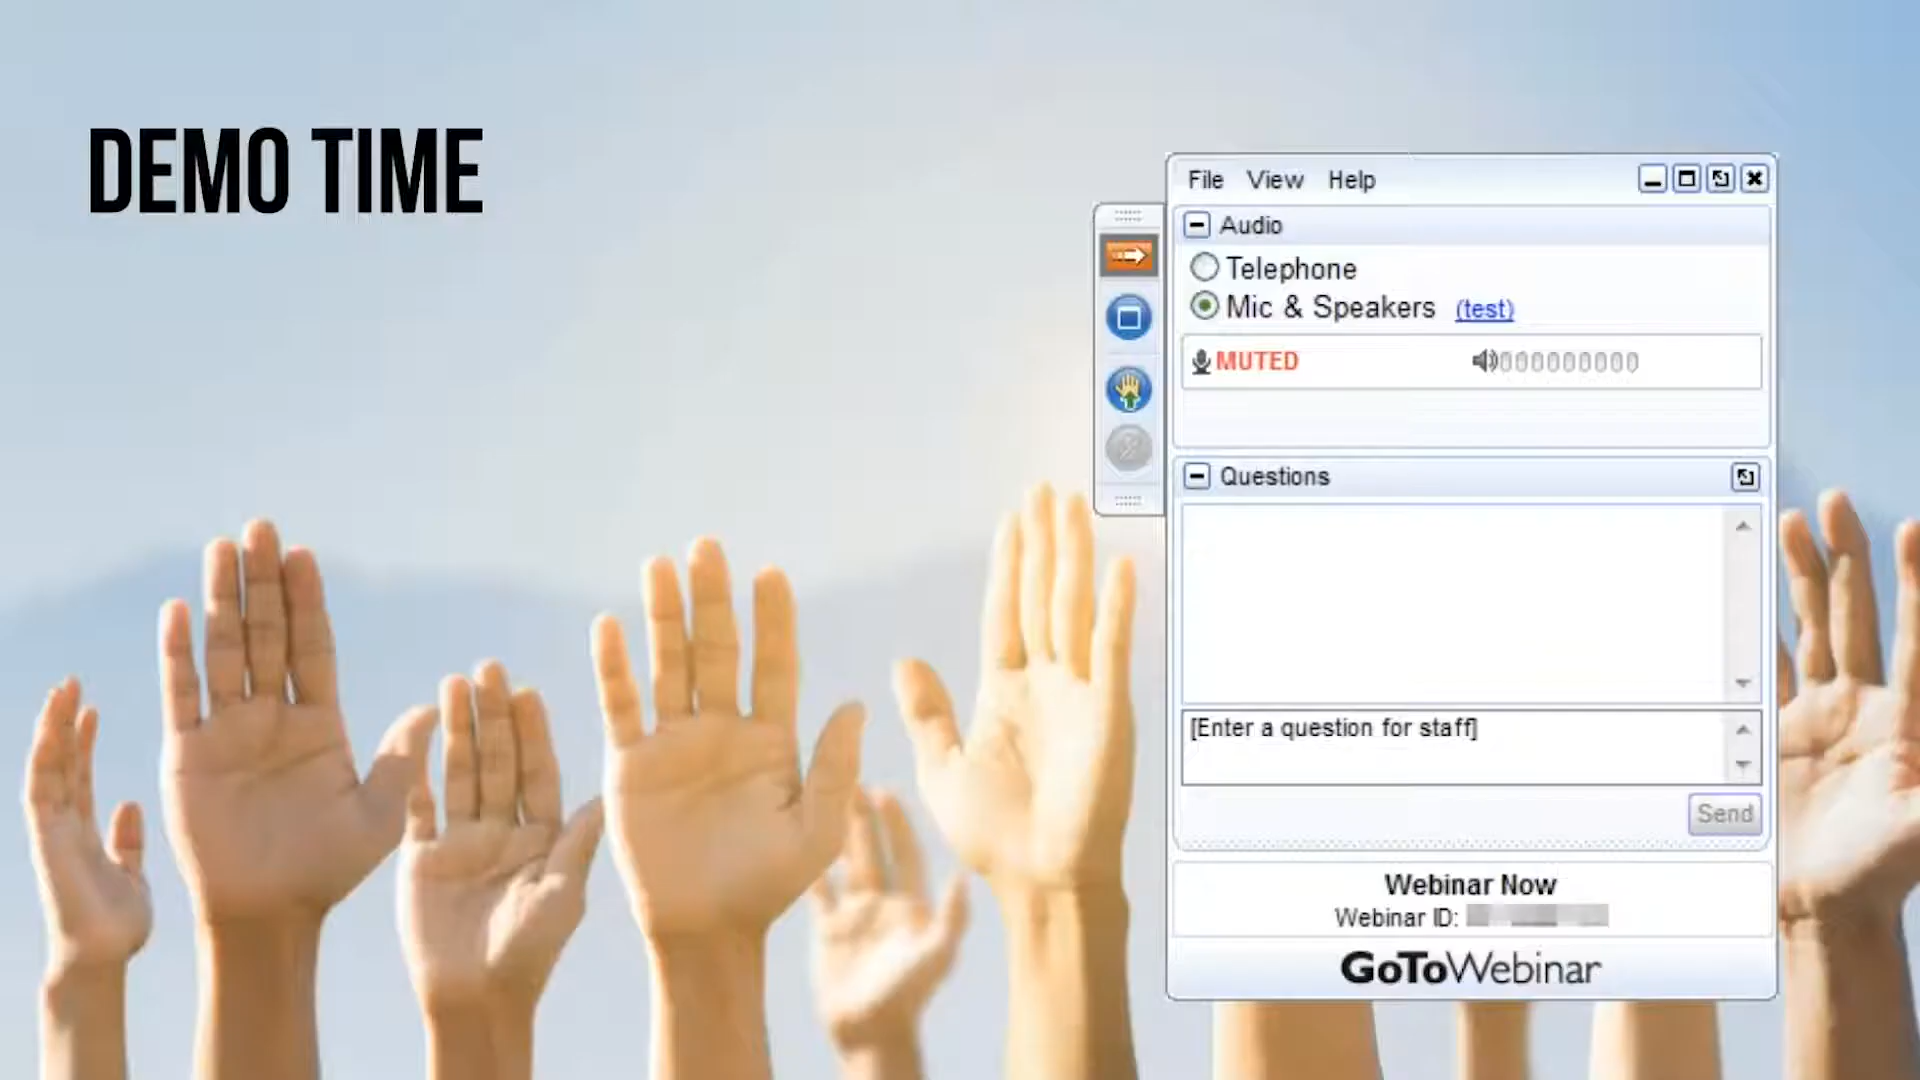 DEMO TIME
File View Help
Audio
Telephone
Mic & Speakers (test)
MUTED
Questions
[Enter a question for staff]
Send
Webinar Now
Webinar ID:
GoToWebinar